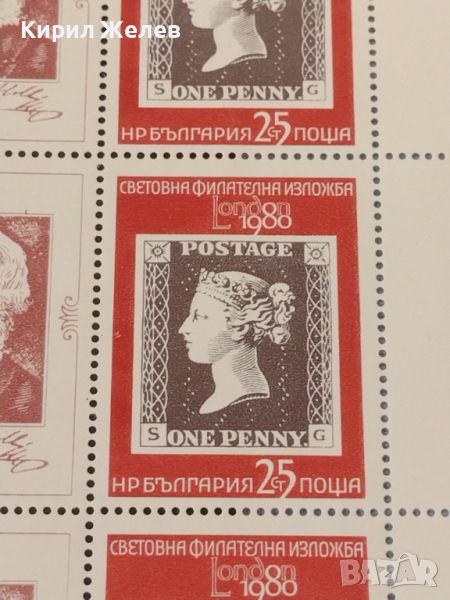 Кирил Желев
S ONE PENNY. G
НР БЪЛГАРИЯ 25 СТ ПОЩА
СВЕТОВНА ФИЛАТЕЛНА ИЗЛОЖБА
London
1980
POSTAGE
S ONE PENNY. G
НР БЪЛГАРИЯ 25 СТ ПОЩА
СВЕТОВНА ФИЛАТЕЛНА ИЗЛОЖБА
London
1980
BAZAR